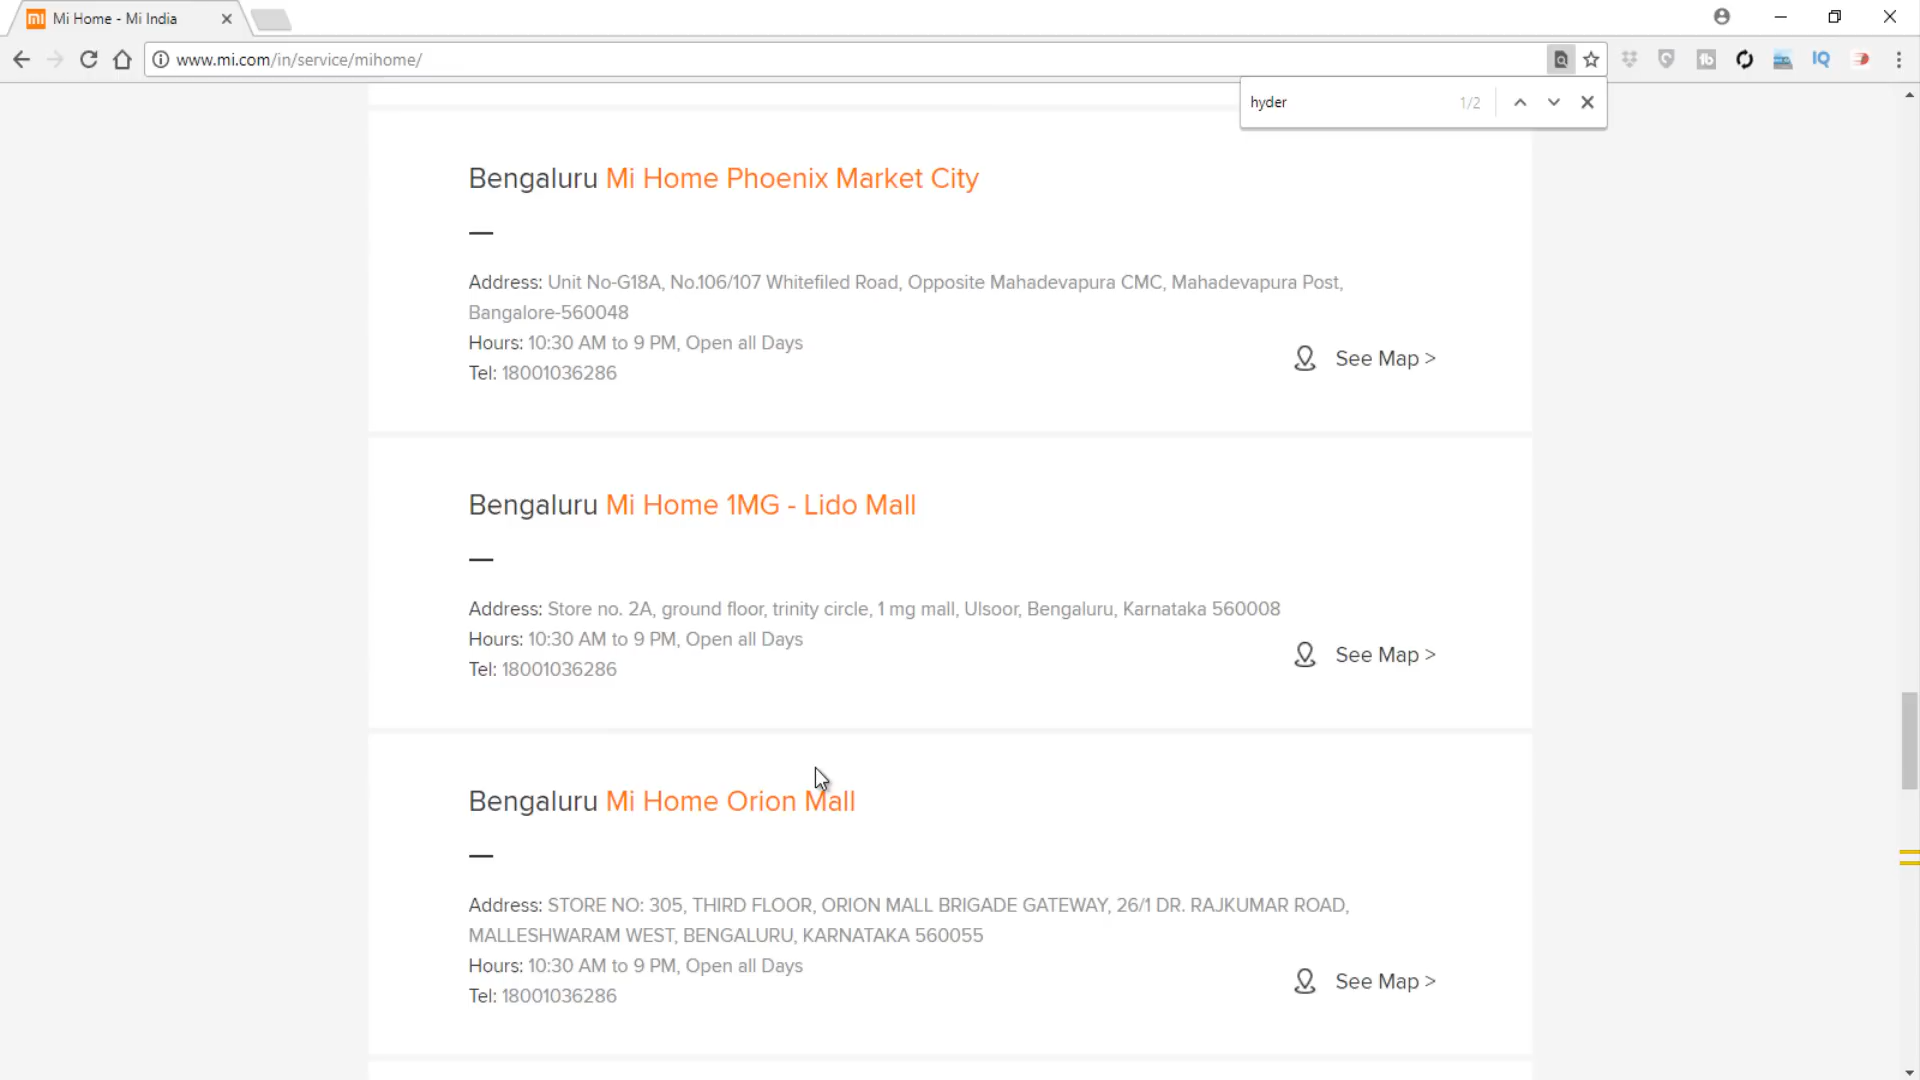 Mi Home - Mi India
www.mi.com/in/service/mihome/
IQ
hyder 1/2
Bengaluru Mi Home Phoenix Market City
Address: Unit No-G18A, No.106/107 Whitefiled Road, Opposite Mahadevapura CMC, Mahadevapura Post,
Bangalore-560048
Hours: 10:30 AM to 9 PM, Open all Days
See Map >
Tel: 18001036286
Bengaluru Mi Home 1MG - Lido Mall
Address: Store no. 2A, ground floor, trinity circle, 1 mg mall, Ulsoor, Bengaluru, Karnataka 560008
Hours: 10:30 AM to 9 PM, Open all Days
See Map >
Tel: 18001036286
Bengaluru Mi Home Orion Mall
Address: STORE NO: 305, THIRD FLOOR, ORION MALL BRIGADE GATEWAY, 26/1 DR. RAJKUMAR ROAD,
MALLESHWARAM WEST, BENGALURU, KARNATAKA 560055
Hours: 10:30 AM to 9 PM, Open all Days
See Map >
Tel: 18001036286